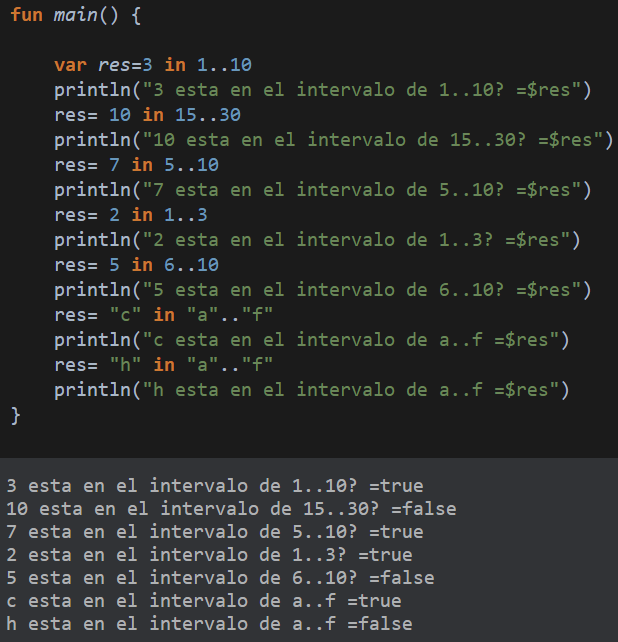 fun main() {
var res=3 in 1..10
println("3 esta en el intervalo de 1..10? =$res")
res= 10 in 15..30
println("10 esta en el intervalo de 15..30? =$res")
res= 7 in 5..10
println("7 esta en el intervalo de 5..10? =$res")
res= 2 in 1..3
println("2 esta en el intervalo de 1..3? =$res")
res= 5 in 6..10
println("5 esta en el intervalo de 6..10? =$res")
res= "c" in "a".."f"
println("c esta en el intervalo de a..f =$res")
res= "h" in "a".."f"
println("h esta en el intervalo de a..f =$res")
}
3 esta en el intervalo de 1..10? =true
10 esta en el intervalo de 15..30? =false
7 esta en el intervalo de 5..10? =true
2 esta en el intervalo de 1..3? =true
5 esta en el intervalo de 6..10? =false
c esta en el intervalo de a..f =true
h esta en el intervalo de a..f =false